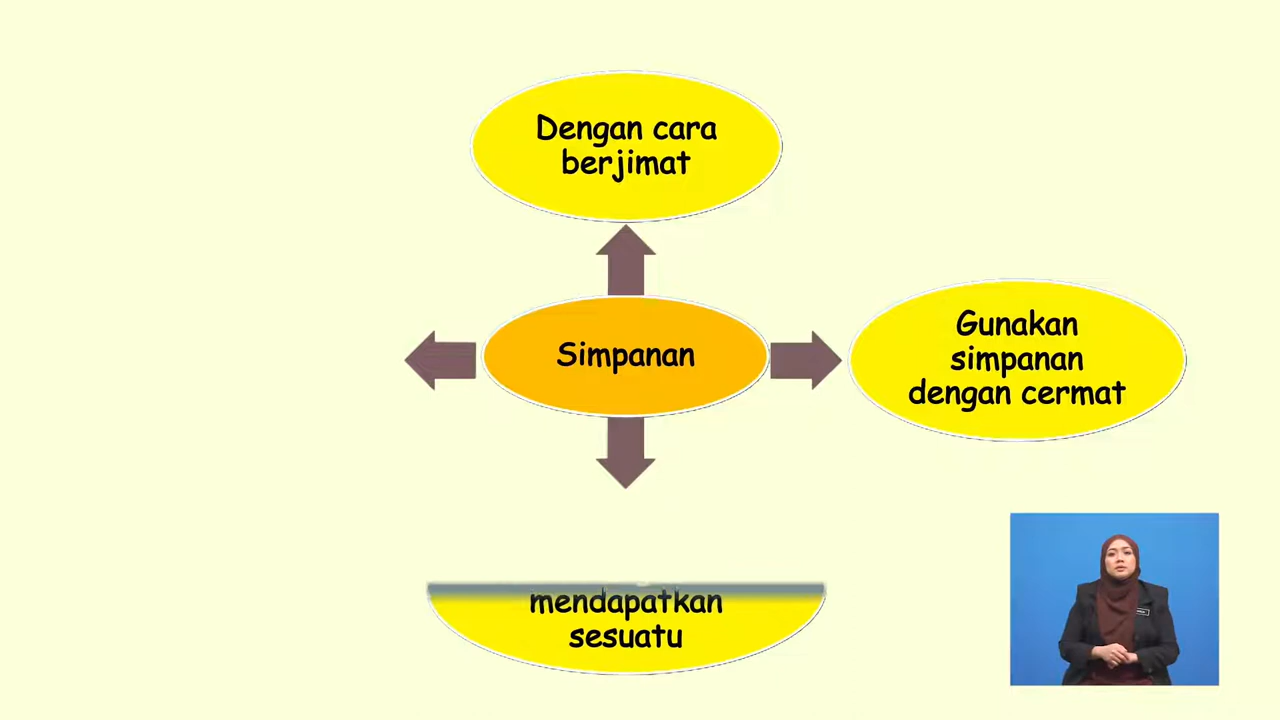 Dengan cara
berjimat
Simpanan
Gunakan
simpanan
dengan cermat
mendapatkan
sesuatu